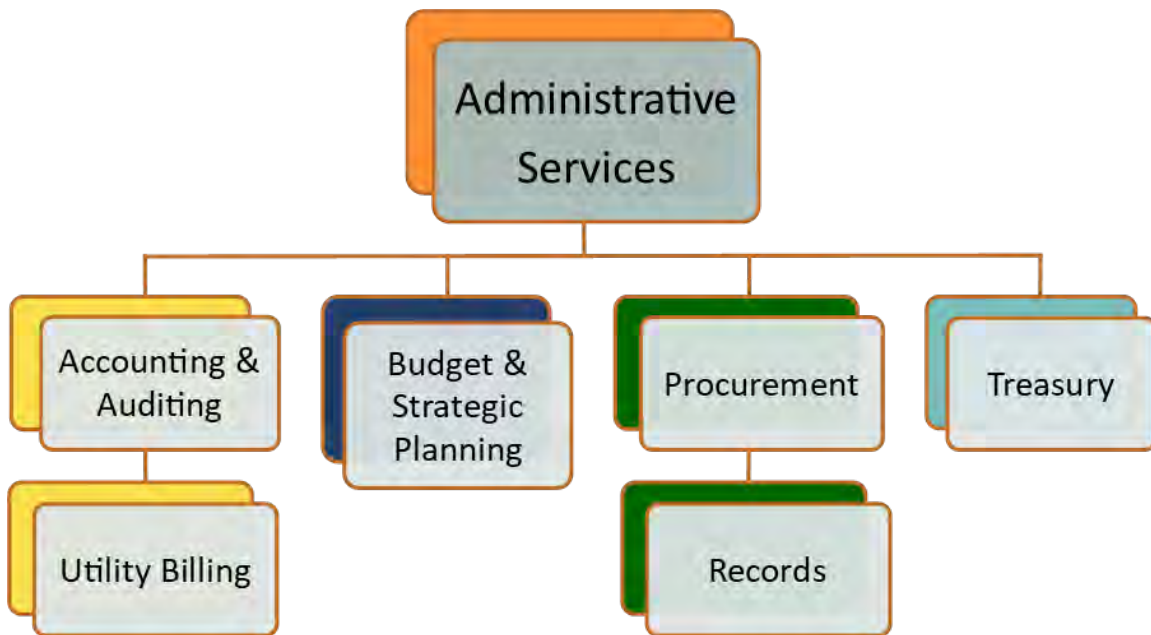 Administrative
Services
Accounting &
Auditing
Budget &
Strategic
Planning
Procurement
Treasury
Utility Billing
Records